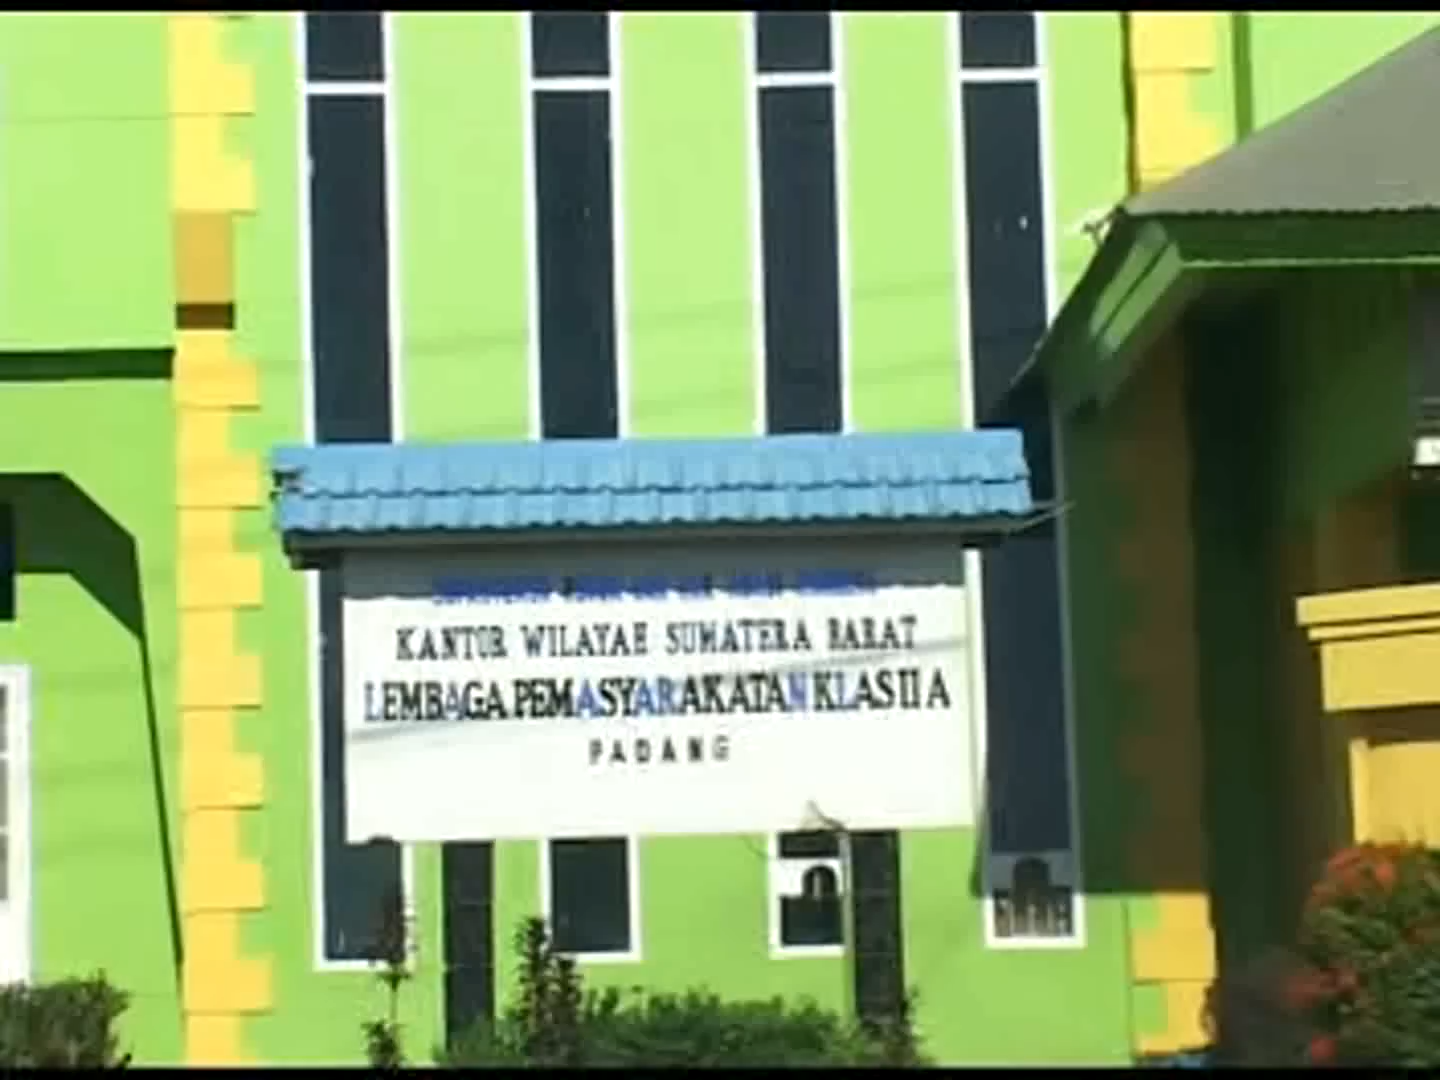 KANTOR WILAYAH SUMATERA BARAT
LEMBAGA PEMASYARAKATAN KLAS II A
PADANG